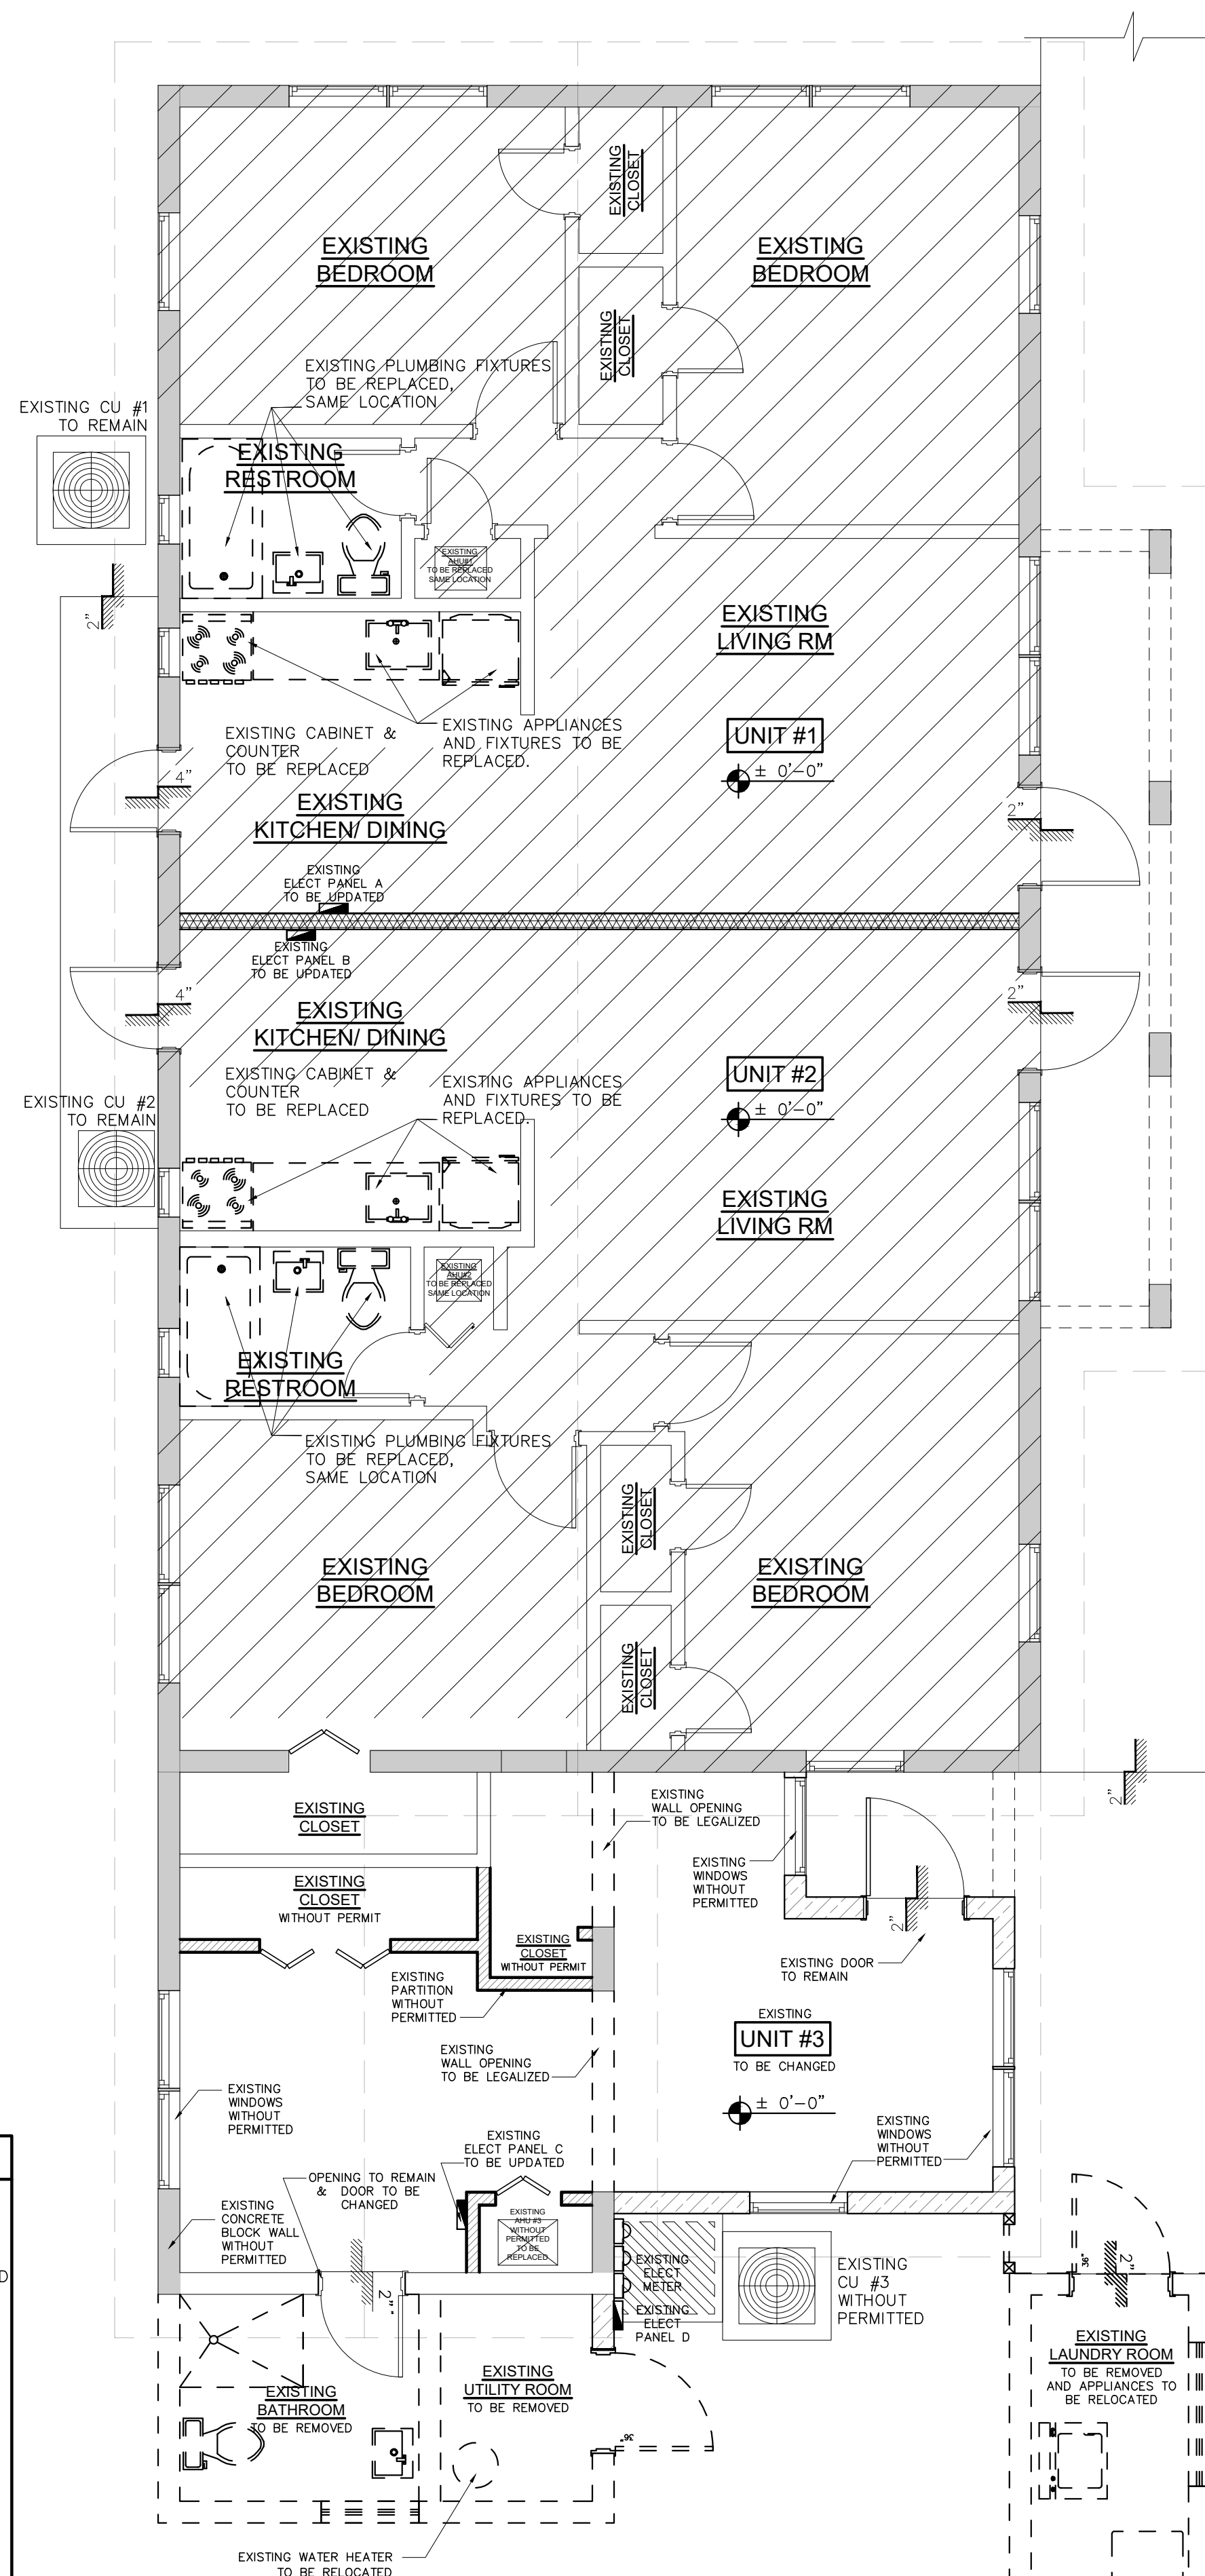 EXISTING
CLOSET
EXISTING
BEDROOM
EXISTING
BEDROOM
EXISTING
CLOSET
EXISTING PLUMBING FIXTURES
TO BE REPLACED,
SAME LOCATION
EXISTING CU #1
TO REMAIN
EXISTING
RESTROOM
EXISTING
AHU#1
TO BE REPLACED
SAME LOCATION
2"
EXISTING
LIVING RM
EXISTING CABINET &
COUNTER
TO BE REPLACED
EXISTING APPLIANCES
AND FIXTURES TO BE
REPLACED.
UNIT #1
± 0'-0"
4"
EXISTING
KITCHEN/ DINING
2"
EXISTING
ELECT PANEL A
TO BE UPDATED
EXISTING
ELECT PANEL B
TO BE UPDATED
4"
2"
EXISTING
KITCHEN/ DINING
EXISTING CABINET &
COUNTER
TO BE REPLACED
EXISTING APPLIANCES
AND FIXTURES TO BE
REPLACED.
UNIT #2
± 0'-0"
EXISTING CU #2
TO REMAIN
EXISTING
LIVING RM
EXISTING
AHU#2
TO BE REPLACED
SAME LOCATION
EXISTING
RESTROOM
EXISTING PLUMBING FIXTURES
TO BE REPLACED,
SAME LOCATION
EXISTING
CLOSET
EXISTING
BEDROOM
EXISTING
BEDROOM
EXISTING
CLOSET
2"
EXISTING
CLOSET
EXISTING
WALL OPENING
TO BE LEGALIZED
EXISTING
WINDOWS
WITHOUT
PERMITTED
EXISTING
CLOSET
WITHOUT PERMIT
2"
EXISTING
CLOSET
WITHOUT PERMIT
EXISTING DOOR
TO REMAIN
EXISTING
PARTITION
WITHOUT
PERMITTED
EXISTING
UNIT #3
TO BE CHANGED
± 0'-0"
EXISTING
WALL OPENING
TO BE LEGALIZED
EXISTING
WINDOWS
WITHOUT
PERMITTED
EXISTING
WINDOWS
WITHOUT
PERMITTED
EXISTING
ELECT PANEL C
TO BE UPDATED
OPENING TO REMAIN
& DOOR TO BE
CHANGED
EXISTING
CONCRETE
BLOCK WALL
WITHOUT
PERMITTED
EXISTING
AHU #3
WITHOUT
PERMITTED
TO BE
REPLACED
D
EXISTING
ELECT
METER
EXISTING
CU #3
WITHOUT
PERMITTED
36"
2"
2"
EXISTING
ELECT
PANEL D
EXISTING
LAUNDRY ROOM
TO BE REMOVED
AND APPLIANCES TO
BE RELOCATED
EXISTING
UTILITY ROOM
TO BE REMOVED
EXISTING
BATHROOM
TO BE REMOVED
36"
EXISTING WATER HEATER
TO BE RELOCATED